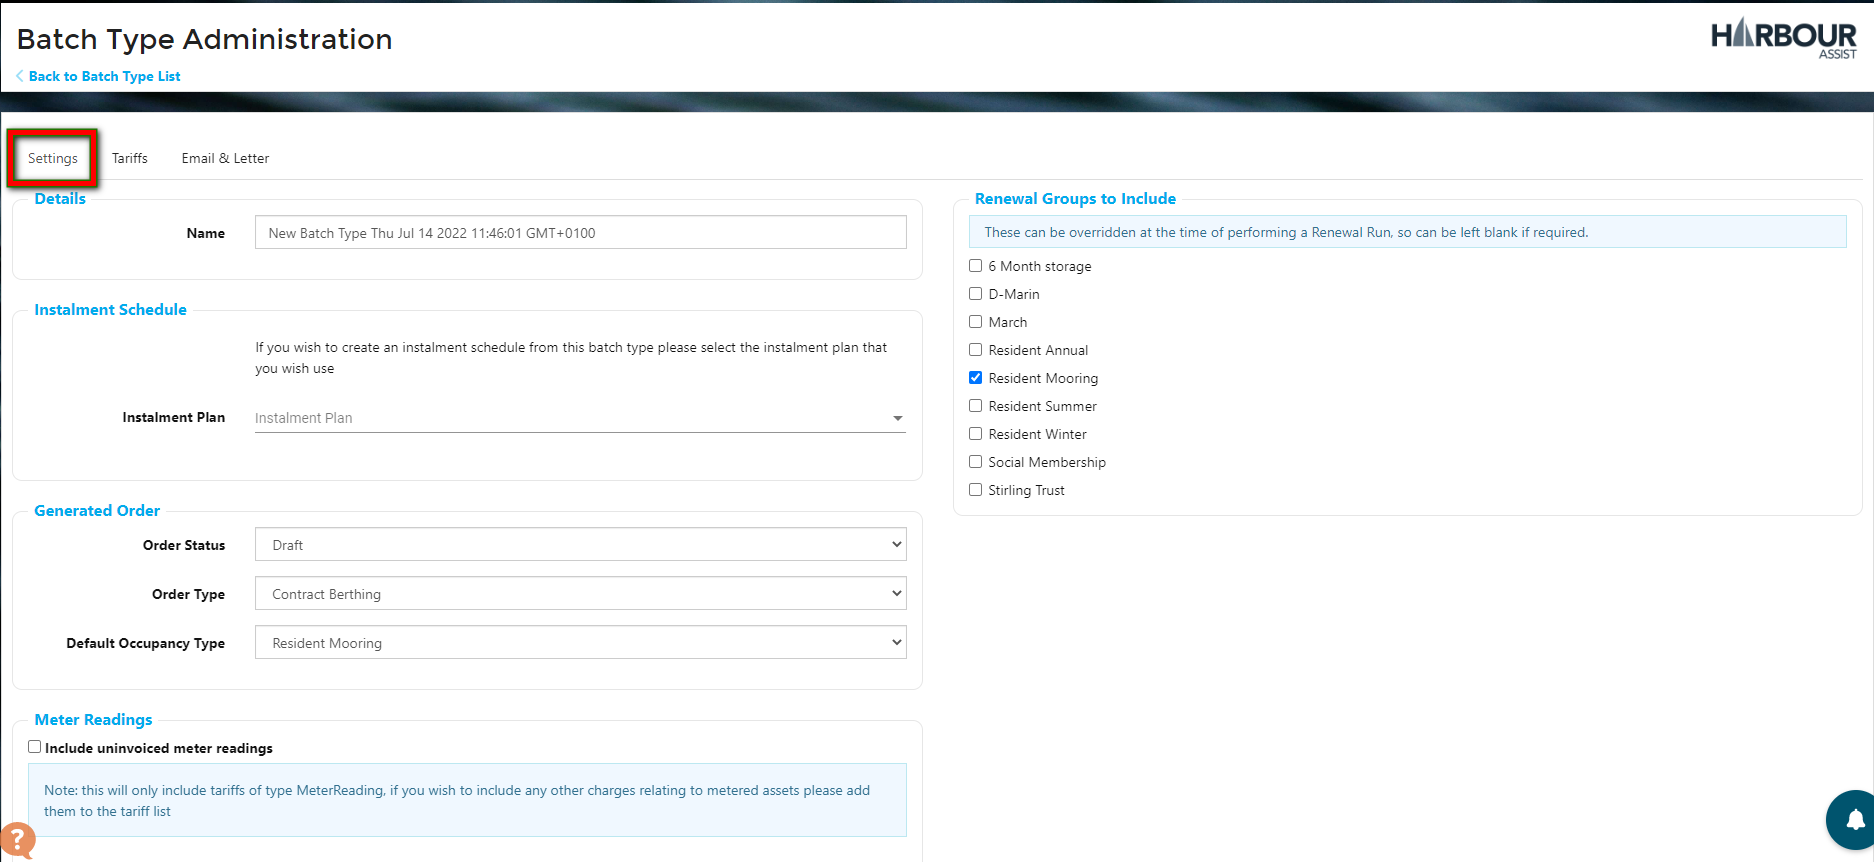 Batch Type Administration
HARBOUR
ASSIST
Back to Batch Type List
Settings
Tariffs
Email & Letter
Details
Name
New Batch Type Thu Jul 14 2022 11:46:01 GMT+0100
Instalment Schedule
If you wish to create an instalment schedule from this batch type please select the instalment plan that
you wish use
Instalment Plan
Instalment Plan
Generated Order
Order Status
Draft
Order Type
Contract Berthing
Default Occupancy Type
Resident Mooring
Meter Readings
Include uninvoiced meter readings
Note: this will only include tariffs of type MeterReading, if you wish to include any other charges relating to metered assets please add
them to the tariff list
?
Renewal Groups to Include
These can be overridden at the time of performing a Renewal Run, so can be left blank if required.
6 Month storage
D-Marin
March
Resident Annual
Resident Mooring
Resident Summer
Resident Winter
Social Membership
Stirling Trust